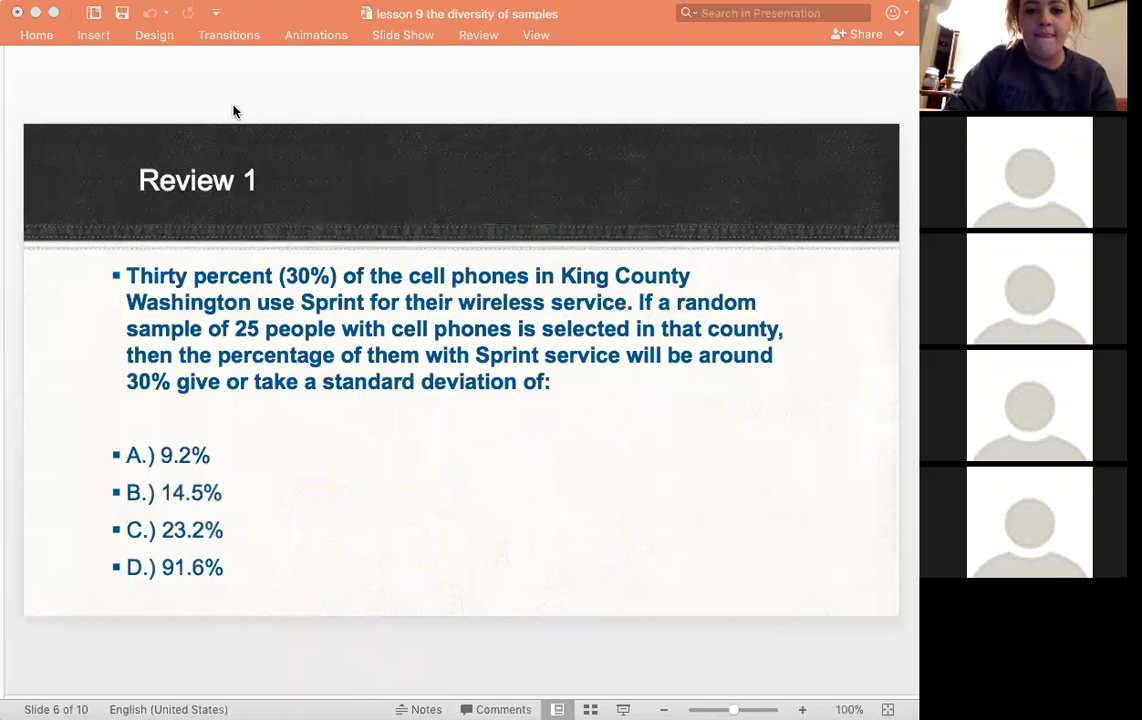 lesson 9 the diversity of samples
Search in Presentation
Home Insert Design Transitions Animations Slide Show Review View
Share
Review 1
▪ Thirty percent (30%) of the cell phones in King County
Washington use Sprint for their wireless service. If a random
sample of 25 people with cell phones is selected in that county,
then the percentage of them with Sprint service will be around
30% give or take a standard deviation of:
▪ A.) 9.2%
▪ B.) 14.5%
▪ C.) 23.2%
▪ D.) 91.6%
Slide 6 of 10 English (United States) Notes Comments 100%